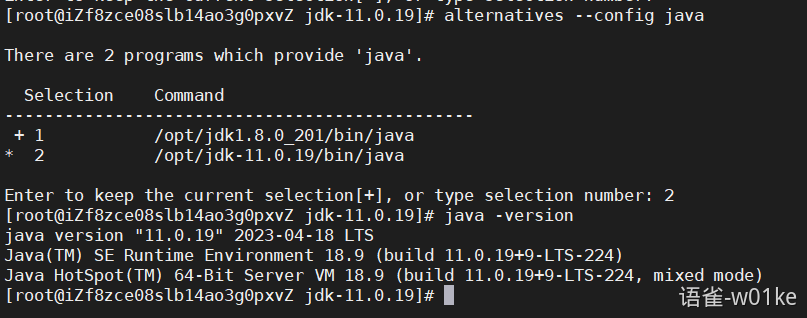 [root@iZf8zce08slb14ao3g0pxvZ jdk-11.0.19]# alternatives --config java
There are 2 programs which provide 'java'.
  Selection    Command
-----------------------------------------------
 + 1           /opt/jdk1.8.0_201/bin/java
*  2           /opt/jdk-11.0.19/bin/java
Enter to keep the current selection[+], or type selection number: 2
[root@iZf8zce08slb14ao3g0pxvZ jdk-11.0.19]# java -version
java version "11.0.19" 2023-04-18 LTS
Java(TM) SE Runtime Environment 18.9 (build 11.0.19+9-LTS-224)
Java HotSpot(TM) 64-Bit Server VM 18.9 (build 11.0.19+9-LTS-224, mixed mode)
[root@iZf8zce08slb14ao3g0pxvZ jdk-11.0.19]#
语雀-w01ke